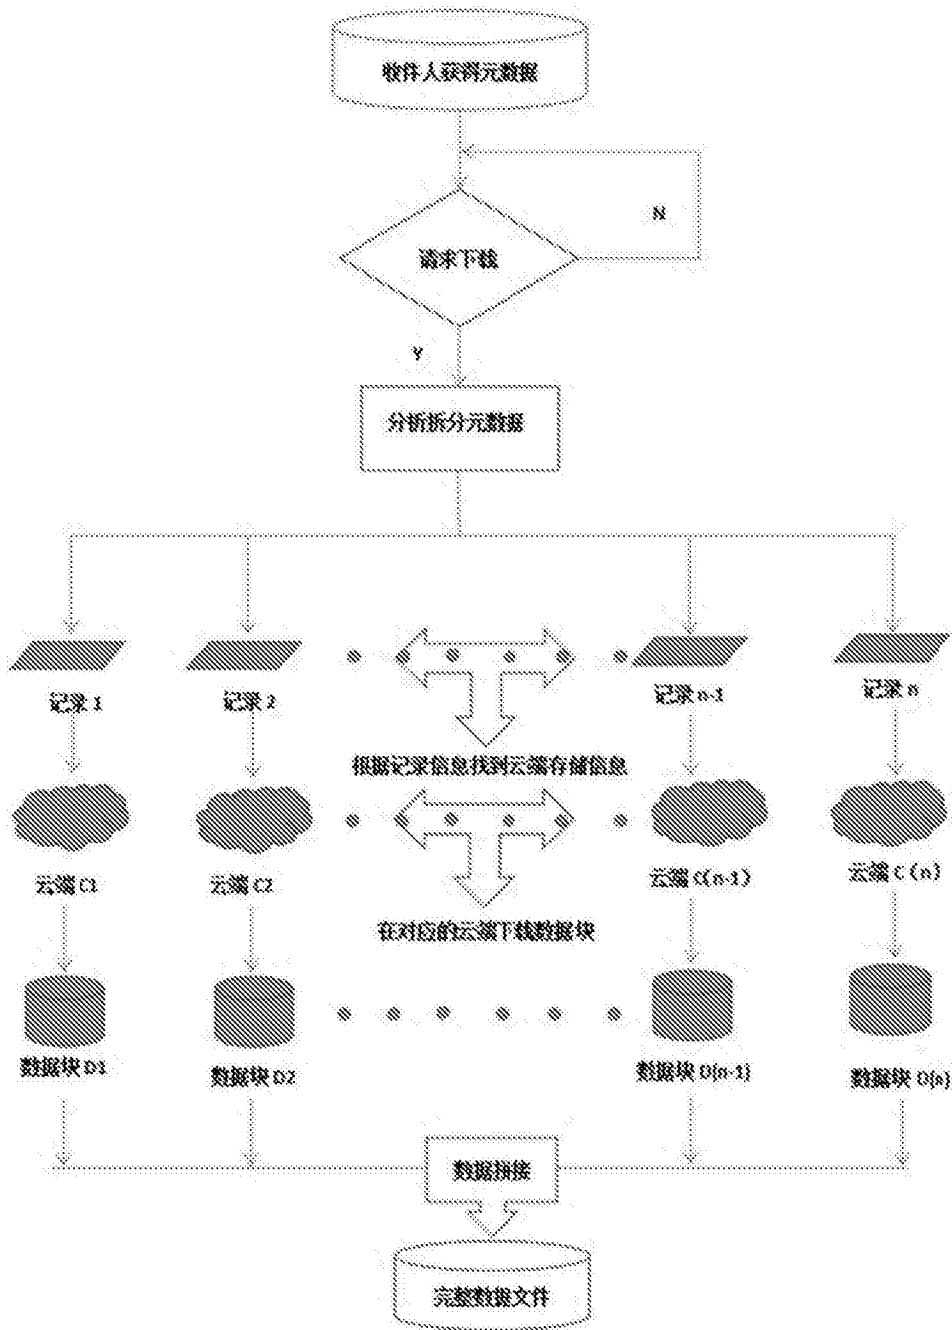 收件人获得元数据
N
请求下载
Y
分析拆分元数据
记录 1
记录 2
记录 n-1
记录 n
根据记录信息找到云端存储信息
云端 C1
云端 C2
云端 C(n-1)
云端 C（n）
在对应的云端下载数据块
数据块 D1
数据块 D2
数据块 D(n-1)
数据块 D(n)
数据拼接
完整数据文件